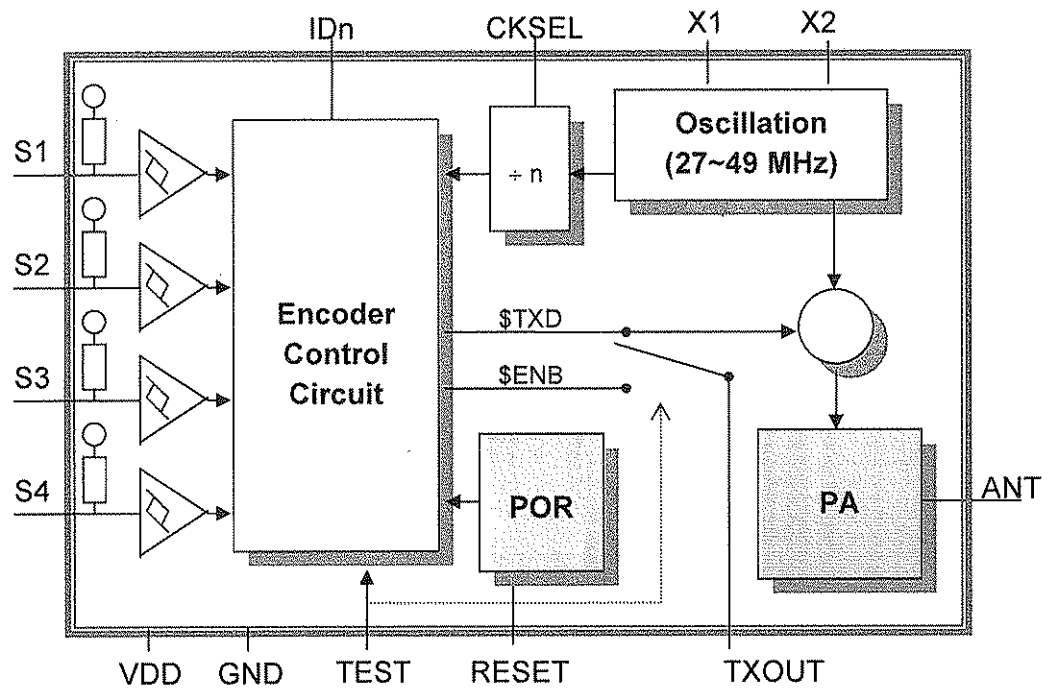 IDn
CKSEL
X1
X2
S1
S2
S3
S4
Encoder
Control
Circuit
÷ n
Oscillation
(27~49 MHz)
$TXD
$ENB
POR
PA
ANT
VDD
GND
TEST
RESET
TXOUT